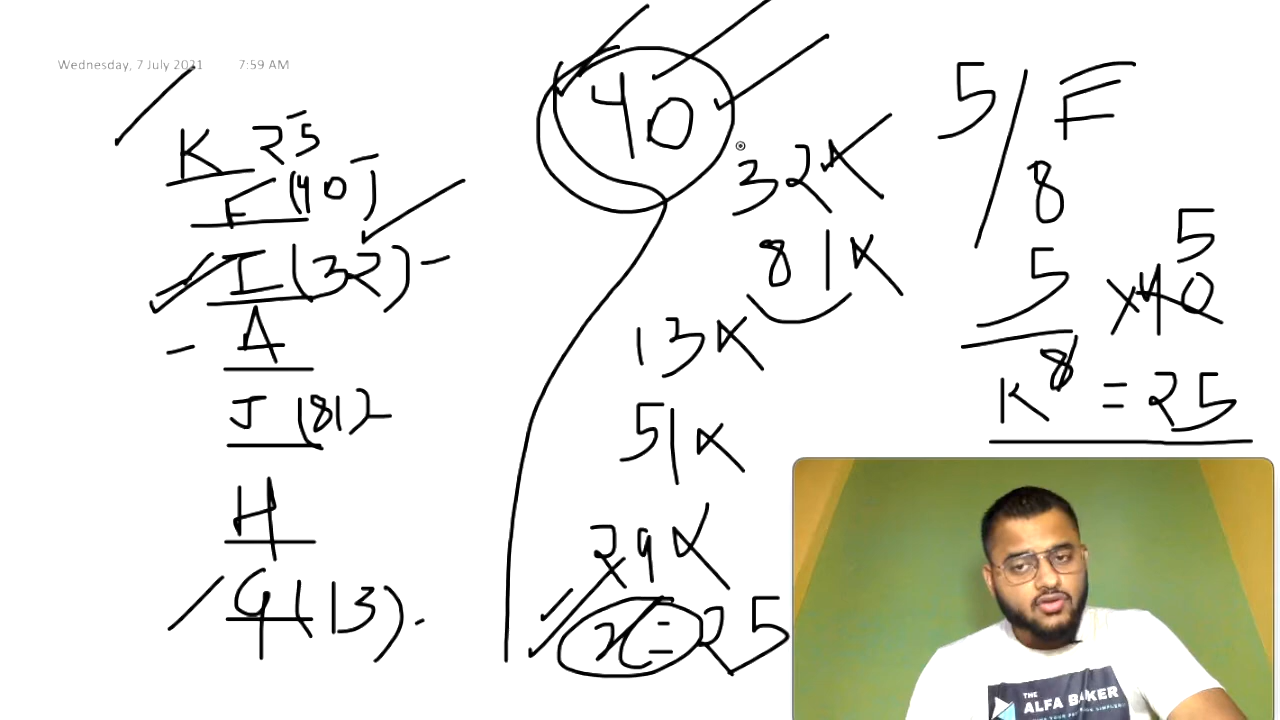 Wednesday, 7 July 2021 7:59 AM
K 25
F (40)
I (32) -
- A
J (81) -
H
G (13) .
40
32 x
81 x
13 x
51 x
29 x
x = 25
5 / F
8
5 x 40 5
8
K = 25
THE
ALFA BAKER